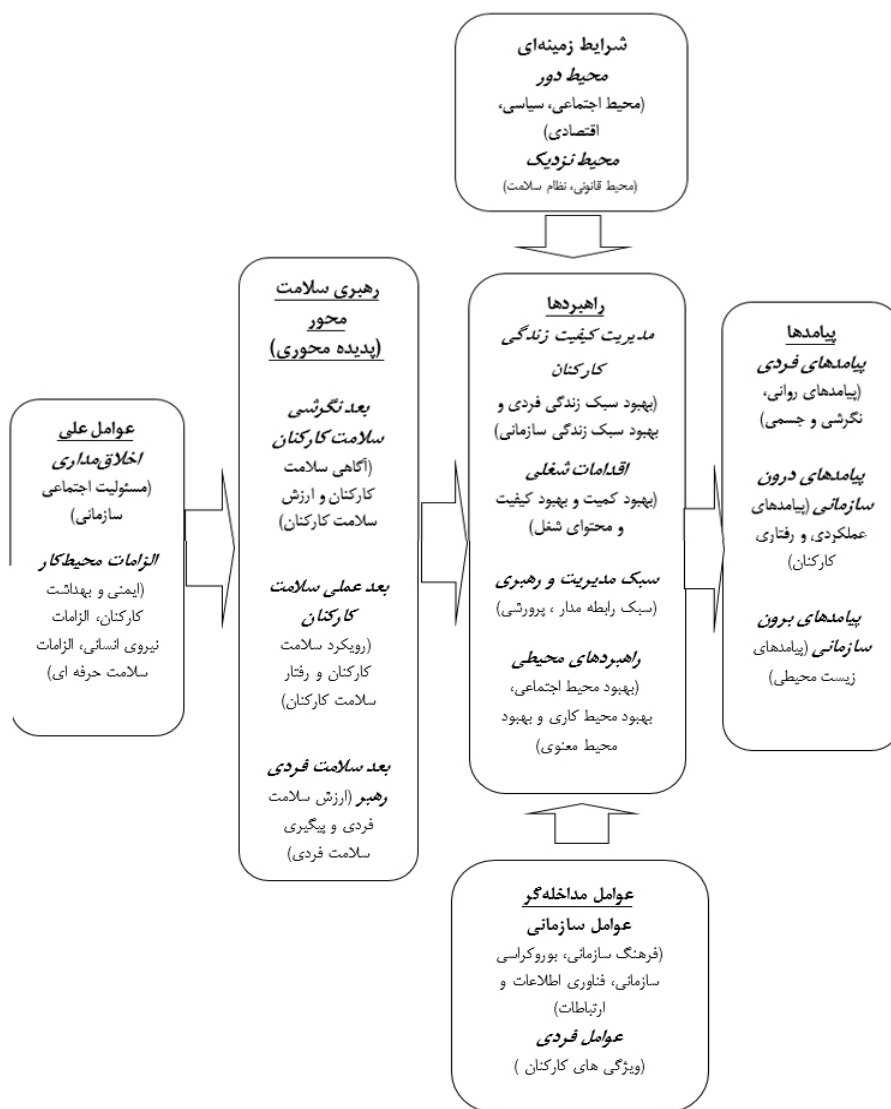 شرایط زمینه‌ای
محیط دور
(محیط اجتماعی، سیاسی،
اقتصادی)
محیط نزدیک
(محیط قانونی، نظام سلامت)
عوامل علی
اخلاق‌مداری
(مسئولیت اجتماعی
سازمانی)
الزامات محیط‌کار
(ایمنی و بهداشت
کارکنان، الزامات
نیروی انسانی، الزامات
سلامت حرفه ای)
رهبری سلامت
محور
(پدیده محوری)
بعد نگرشی
سلامت کارکنان
(آگاهی سلامت
کارکنان و ارزش
سلامت کارکنان)
بعد عملی سلامت
کارکنان
(رویکرد سلامت
کارکنان و رفتار
سلامت کارکنان)
بعد سلامت فردی
رهبر (ارزش سلامت
فردی و پیگیری
سلامت فردی)
راهبردها
مدیریت کیفیت زندگی
کارکنان
(بهبود سبک زندگی فردی و
بهبود سبک زندگی سازمانی)
اقدامات شغلی
(بهبود کمیت و بهبود کیفیت
و محتوای شغل)
سبک مدیریت و رهبری
(سبک رابطه مدار ، پرورشی)
راهبردهای محیطی
(بهبود محیط اجتماعی،
بهبود محیط کاری و بهبود
محیط معنوی)
پیامدها
پیامدهای فردی
(پیامدهای روانی،
نگرشی و جسمی)
پیامدهای درون
سازمانی (پیامدهای
عملکردی و رفتاری
کارکنان)
پیامدهای برون
سازمانی (پیامدهای
زیست محیطی)
عوامل مداخله‌گر
عوامل سازمانی
(فرهنگ سازمانی، بوروکراسی
سازمانی، فناوری اطلاعات و
ارتباطات)
عوامل فردی
(ویژگی های کارکنان )